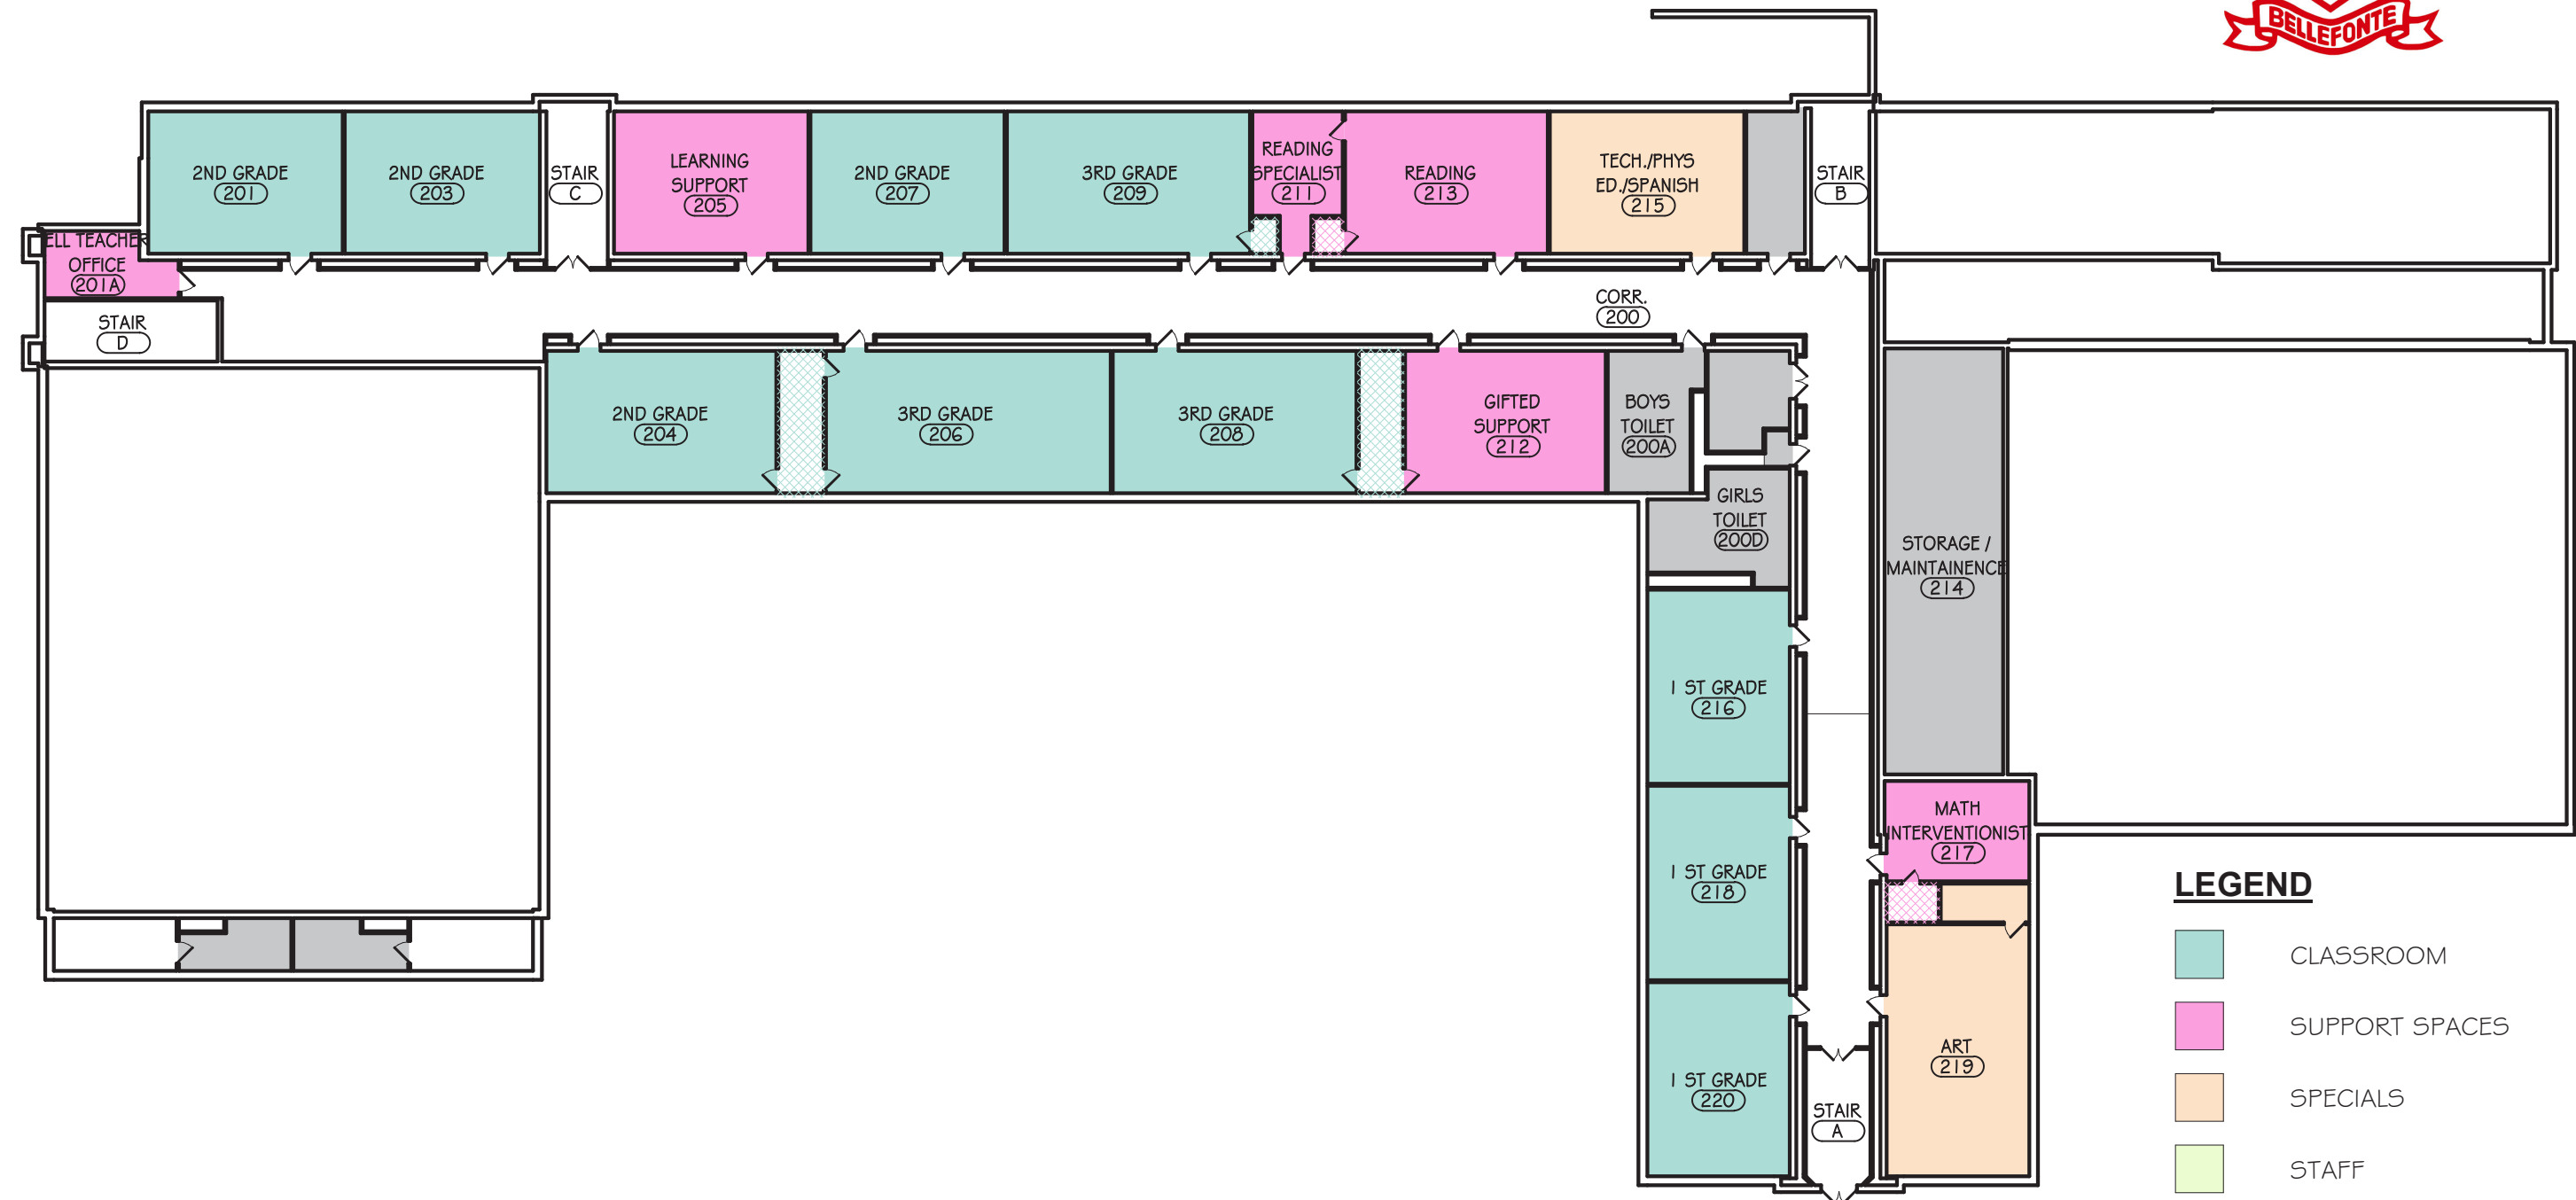 BELLEFONTE
2ND GRADE
201
2ND GRADE
203
STAIR
C
LEARNING
SUPPORT
205
2ND GRADE
207
3RD GRADE
209
READING
SPECIALIST
211
READING
213
TECH./PHYS
ED./SPANISH
215
STAIR
B
ELL TEACHER
OFFICE
201A
STAIR
D
CORR.
200
2ND GRADE
204
3RD GRADE
206
3RD GRADE
208
GIFTED
SUPPORT
212
BOYS
TOILET
200A
GIRLS
TOILET
200D
STORAGE /
MAINTAINENCE
214
1 ST GRADE
216
MATH
INTERVENTIONIST
217
1 ST GRADE
218
ART
219
1 ST GRADE
220
STAIR
A
LEGEND
CLASSROOM
SUPPORT SPACES
SPECIALS
STAFF